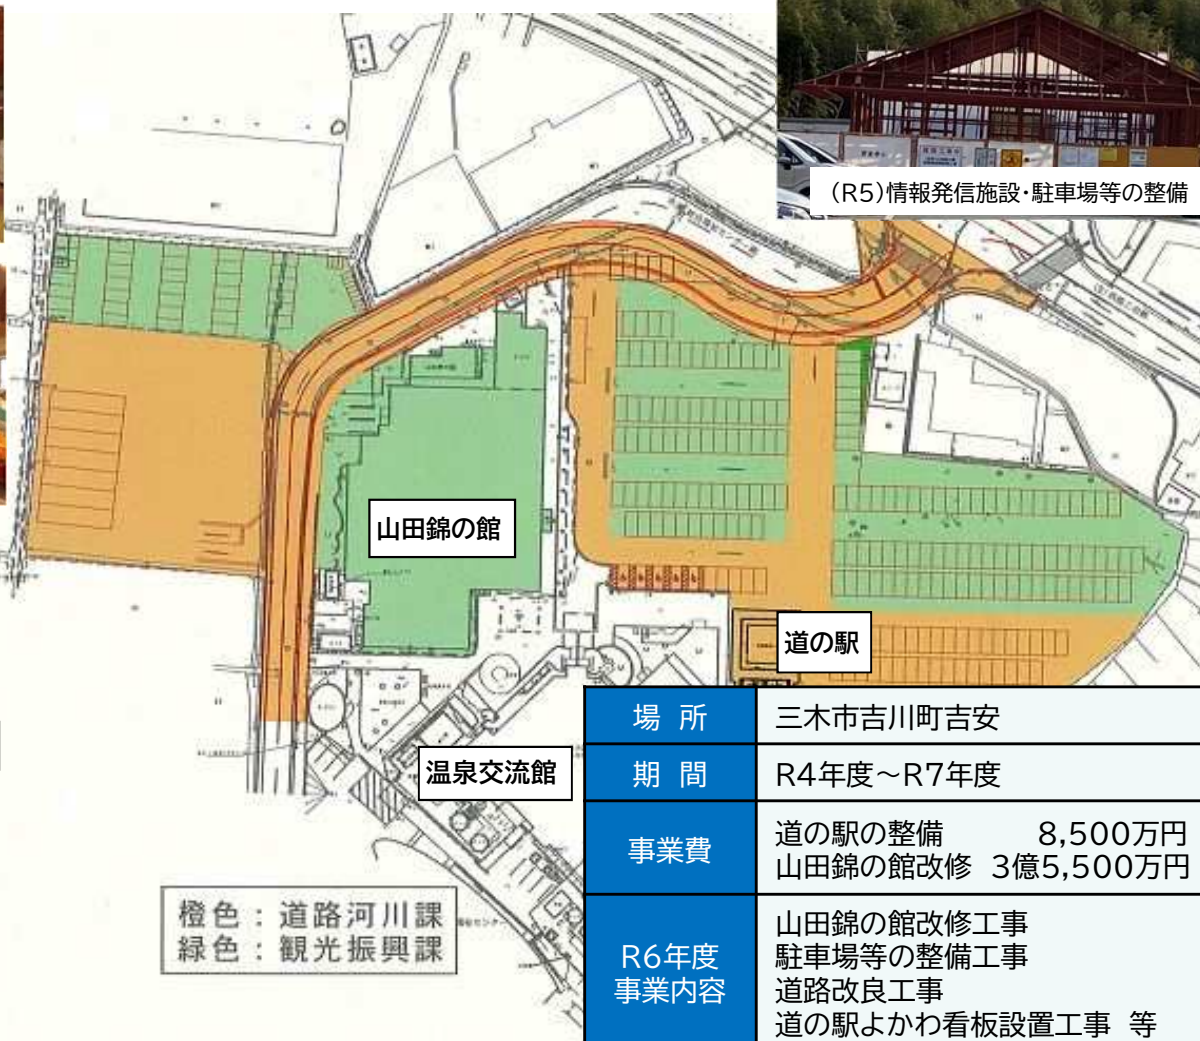 (R5)情報発信施設・駐車場等の整備
山田錦の館
道の駅
温泉交流館
橙色：道路河川課
緑色：観光振興課
場 所
三木市吉川町吉安
期 間
R4年度～R7年度
事業費
道の駅の整備 8,500万円
山田錦の館改修 3億5,500万円
R6年度
事業内容
山田錦の館改修工事
駐車場等の整備工事
道路改良工事
道の駅よかわ看板設置工事 等